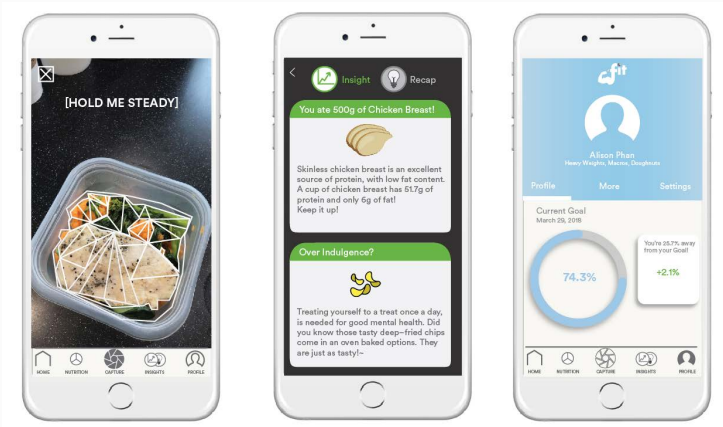 [HOLD ME STEADY]
HOME NUTRITION CAPTURE INSIGHTS PROFILE
Insight Recap
You ate 500g of Chicken Breast!
Skinless chicken breast is an excellent
source of protein, with low fat content.
A cup of chicken breast has 51.7g of
protein and only 6g of fat!
Keep it up!
Over Indulgence?
Treating yourself to a treat once a day,
is needed for good mental health. Did
you know those tasty deep-fried chips
come in an oven baked options. They
are just as tasty!~
HOME NUTRITION CAPTURE INSIGHTS PROFILE
fit
Alison Phan
Heavy Weights, Macros, Doughnuts
Profile More Settings
Current Goal
March 29, 2018
74.3%
You're 25.7% away
from your Goal!
+2.1%
HOME NUTRITION CAPTURE INSIGHTS PROFILE